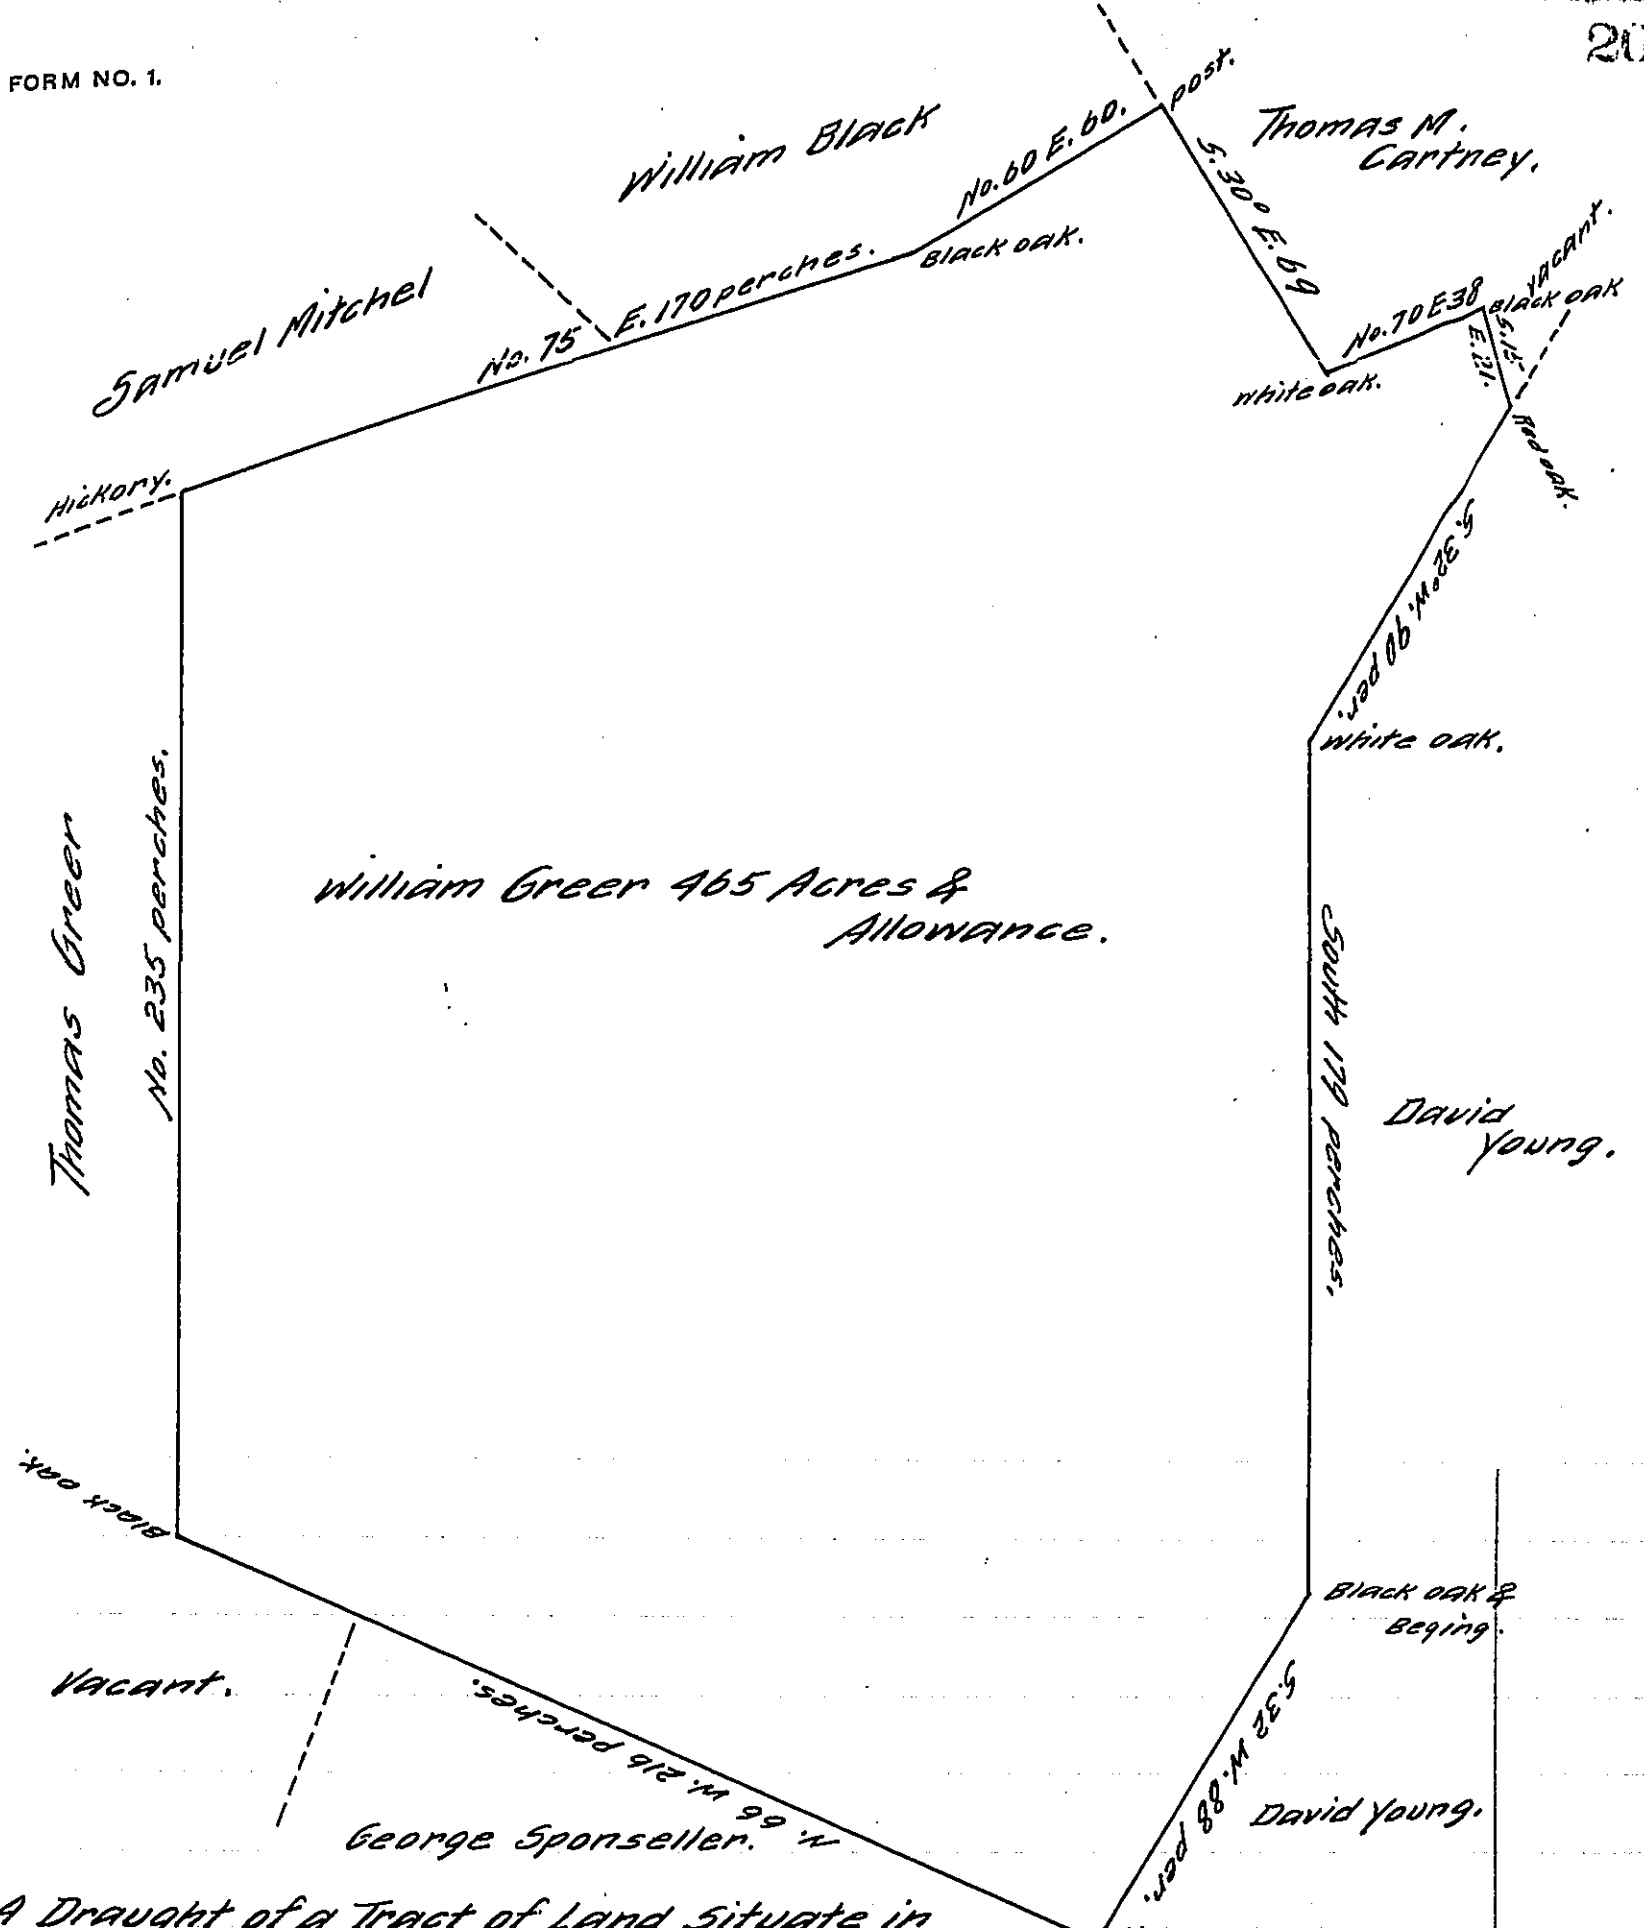 FORM NO. 1.
William Black
No. 60 E. 60.
post.
Thomas M.
Cartney.
S. 30° E. 69
Samuel Mitchel
No. 75 E. 170 perches.
Black oak.
No. 70 E 38
Vacant.
Black oak
S. 15
E. 21.
white oak.
Red oak.
Hickory.
S. 32° W. 90 per.
white oak.
Thomas Greer
No. 235 perches.
William Greer 465 Acres &
Allowance.
South 179 perches.
David
Young.
Black oak.
Black oak &
Beging.
Vacant.
N. 66 W. 216 perches.
S. 32 W. 88 per.
David Young.
George Sponseller.
A Draught of a Tract of Land Situate in